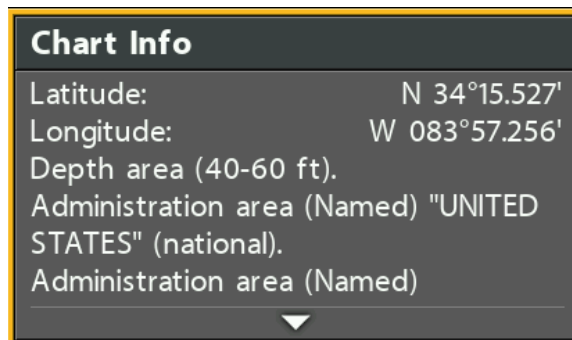 Chart Info
Latitude: N 34°15.527'
Longitude: W 083°57.256'
Depth area (40-60 ft).
Administration area (Named) "UNITED
STATES" (national).
Administration area (Named)